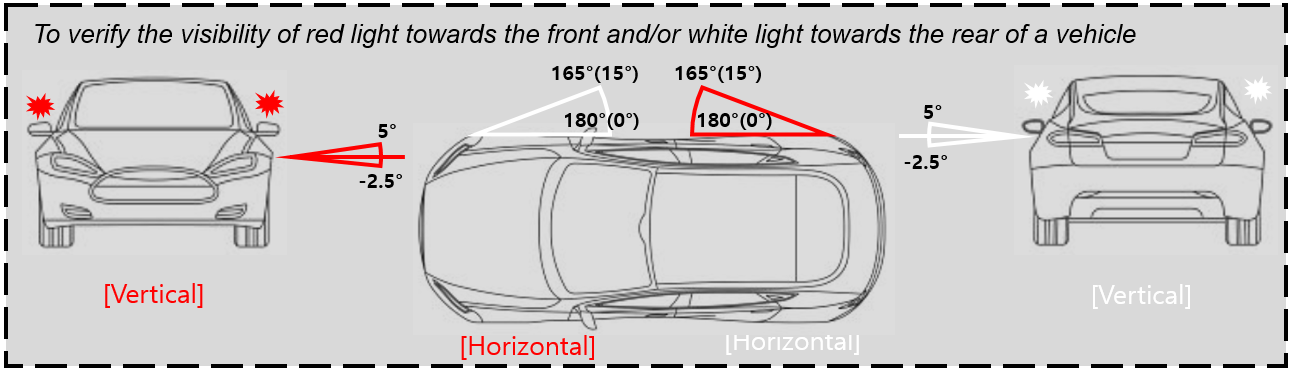 To verify the visibility of red light towards the front and/or white light towards the rear of a vehicle
165°(15°)
165°(15°)
180°(0°)
180°(0°)
5°
-2.5°
5°
-2.5°
[Vertical]
[Vertical]
[Horizontal]
[Horizontal]